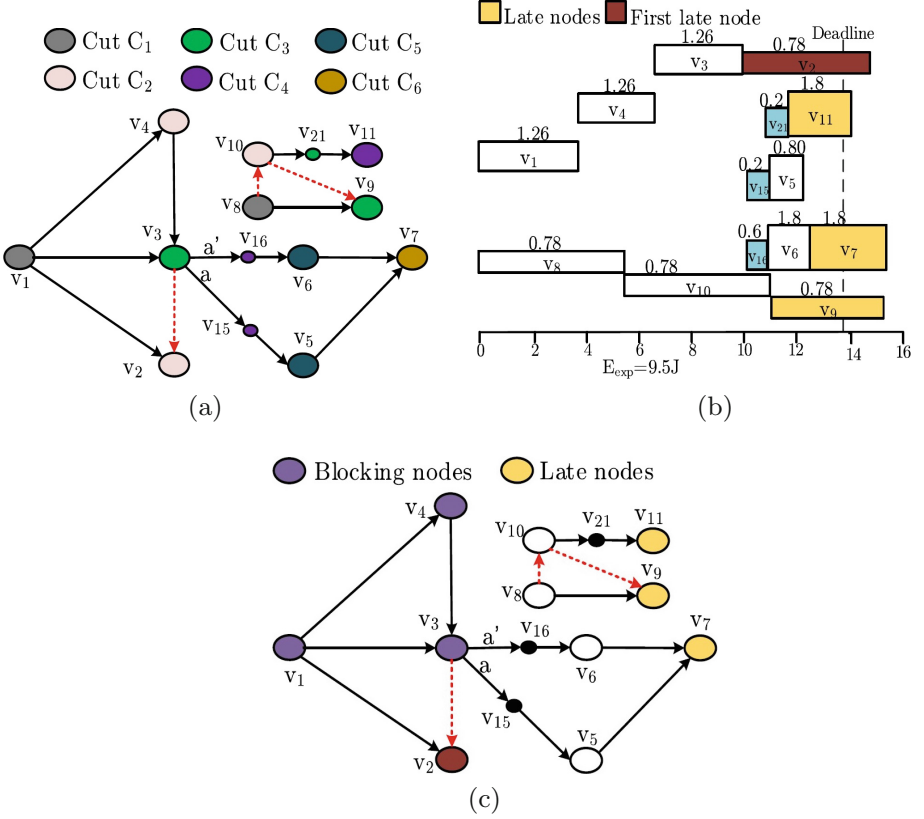 Cut C1 Cut C3 Cut C5
Cut C2 Cut C4 Cut C6
v4
v10 v21 v11
v8 v9
v3 a' v16 v7
v1 a v6
v15 v5
v2
(a)
Late nodes First late node
Deadline
1.26 0.78
v3 v2
1.26 1.8
v4 0.2 v21 v11
1.26 0.80
v1 0.2 v15 v5
0.6 1.8 1.8
v16 v6 v7
0.78
v8
0.78
v10
0.78
v9
0 2 4 6 8 10 12 14 16
Eexp=9.5J
(b)
Blocking nodes Late nodes
v4
v10 v21 v11
v8 v9
v3 a' v16 v7
v1 a v6
v15 v5
v2
(c)